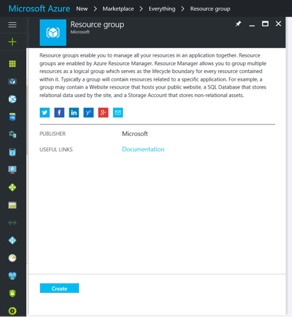 Microsoft Azure New > Marketplace > Everything > Resource group
Resource group
Microsoft
Resource groups enable you to manage all your resources in an application together. Resource
groups are enabled by Azure Resource Manager. Resource Manager allows you to group multiple
resources as a logical group which serves as the lifecycle boundary for every resource contained
within it. Typically a group will contain resources related to a specific application. For example, a
group may contain a Website resource that hosts your public website, a SQL Database that stores
relational data used by the site, and a Storage Account that stores non-relational assets.
PUBLISHER Microsoft
USEFUL LINKS Documentation
Create